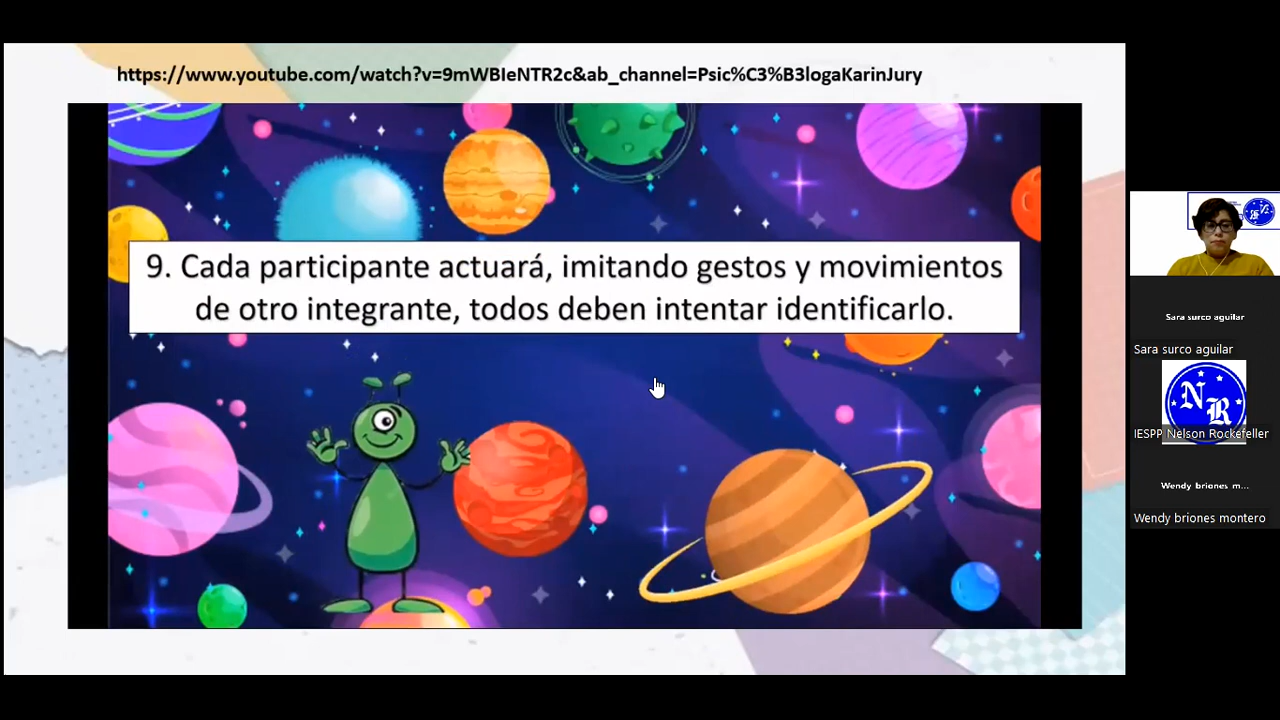 https://www.youtube.com/watch?v=9mWBIeNTR2c&ab_channel=Psic%C3%B3logaKarinJury
9. Cada participante actuará, imitando gestos y movimientos
de otro integrante, todos deben intentar identificarlo.
Sara surco aguilar
Sara surco aguilar
N
R
IESPP Nelson Rockefeller
Wendy briones m...
Wendy briones montero